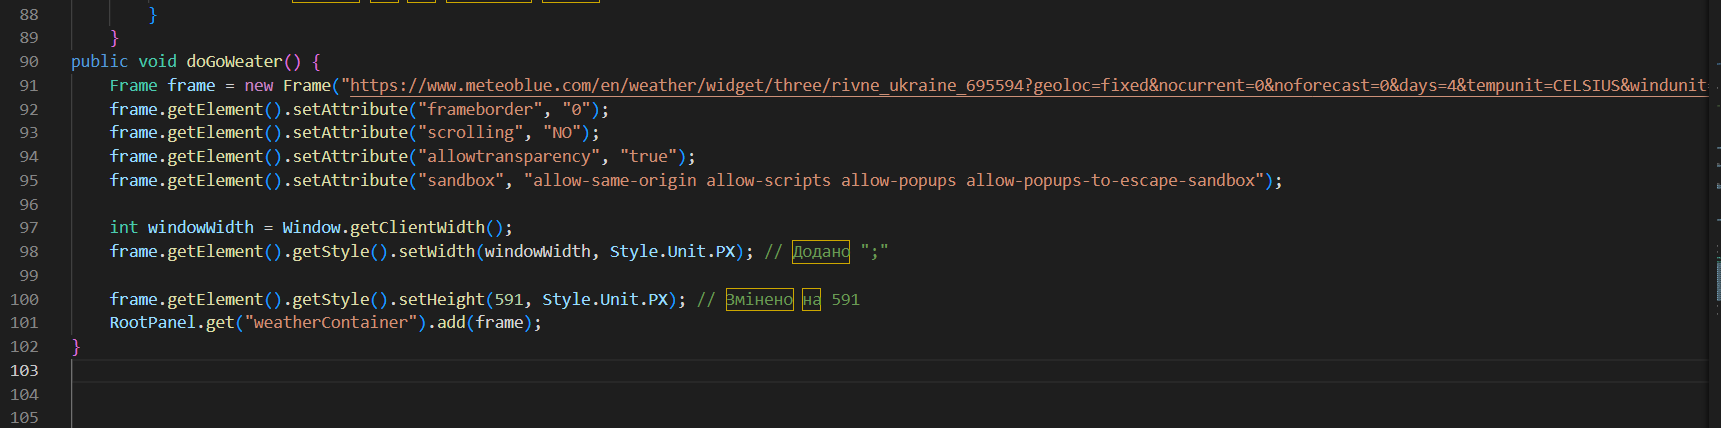 88 }
89 }
90 public void doGoWeater() {
91 Frame frame = new Frame("https://www.meteoblue.com/en/weather/widget/three/rivne_ukraine_695594?geoloc=fixed&nocurrent=0&noforecast=0&days=4&tempunit=CELSIUS&windunit=
92 frame.getElement().setAttribute("frameborder", "0");
93 frame.getElement().setAttribute("scrolling", "NO");
94 frame.getElement().setAttribute("allowtransparency", "true");
95 frame.getElement().setAttribute("sandbox", "allow-same-origin allow-scripts allow-popups allow-popups-to-escape-sandbox");
96
97 int windowWidth = Window.getClientWidth();
98 frame.getElement().getStyle().setWidth(windowWidth, Style.Unit.PX); // Додано ";"
99
100 frame.getElement().getStyle().setHeight(591, Style.Unit.PX); // Змінено на 591
101 RootPanel.get("weatherContainer").add(frame);
102 }
103
104
105